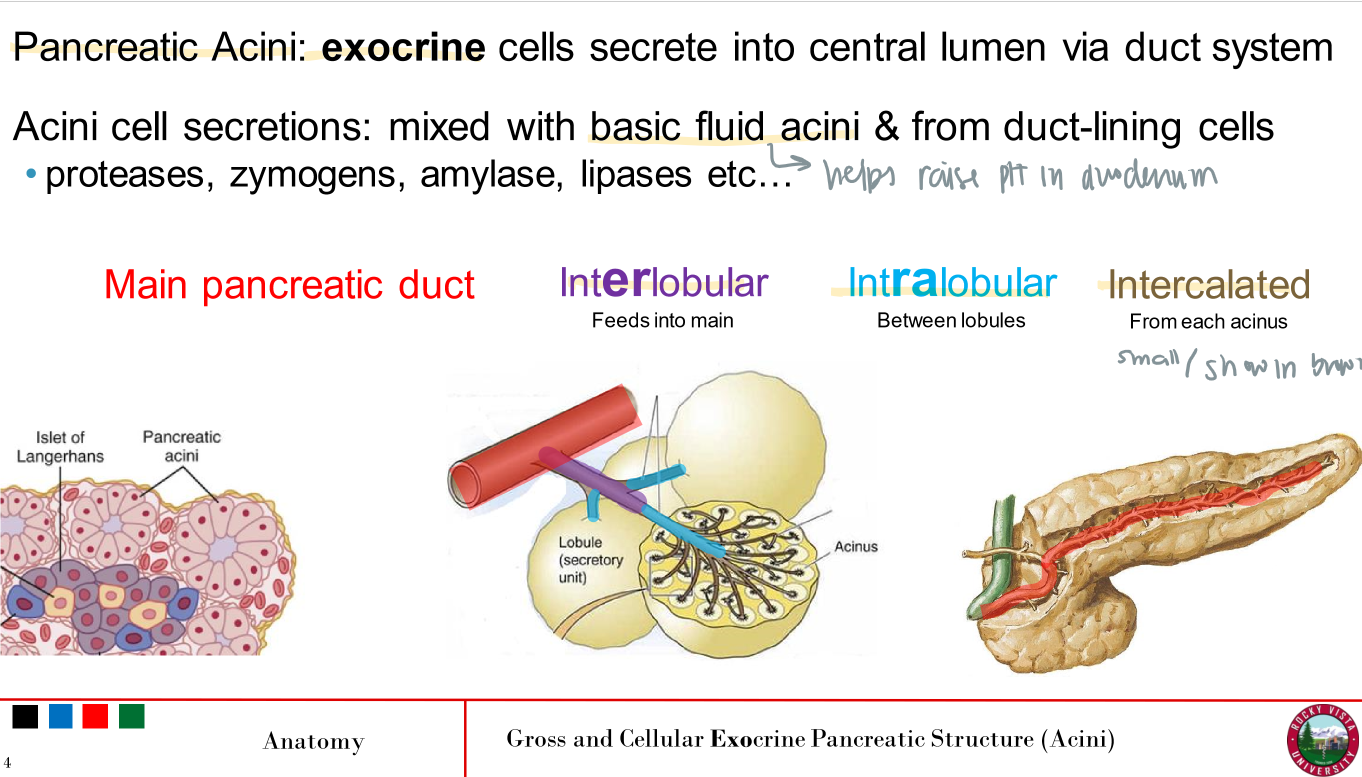 Pancreatic Acini: exocrine cells secrete into central lumen via duct system
Acini cell secretions: mixed with basic fluid acini & from duct-lining cells
• proteases, zymogens, amylase, lipases etc…
helps raise pH in duodenum
Main pancreatic duct
Interlobular
Feeds into main
Intralobular
Between lobules
Intercalated
From each acinus
small / show in brown
Islet of
Langerhans
Pancreatic
acini
Lobule
(secretory
unit)
Acinus
4
Anatomy
Gross and Cellular Exocrine Pancreatic Structure (Acini)
ROCKY VISTA
UNIVERSITY